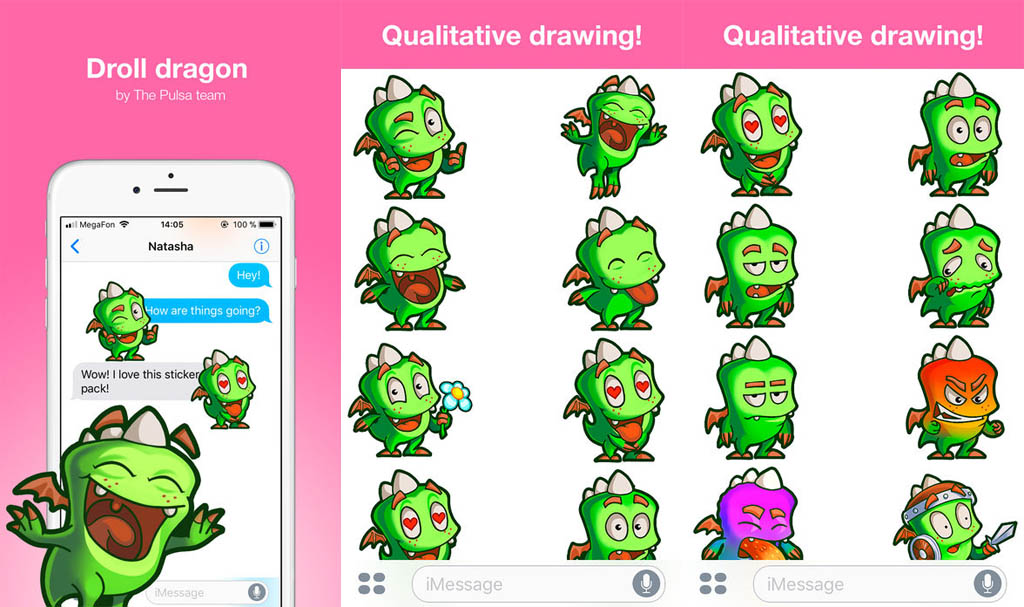 Droll dragon
by The Pulsa team
MegaFon
14:05
100 %
Natasha
Hey!
How are things going?
Wow! I love this sticker
pack!
iMessage
Qualitative drawing!
iMessage
Qualitative drawing!
iMessage